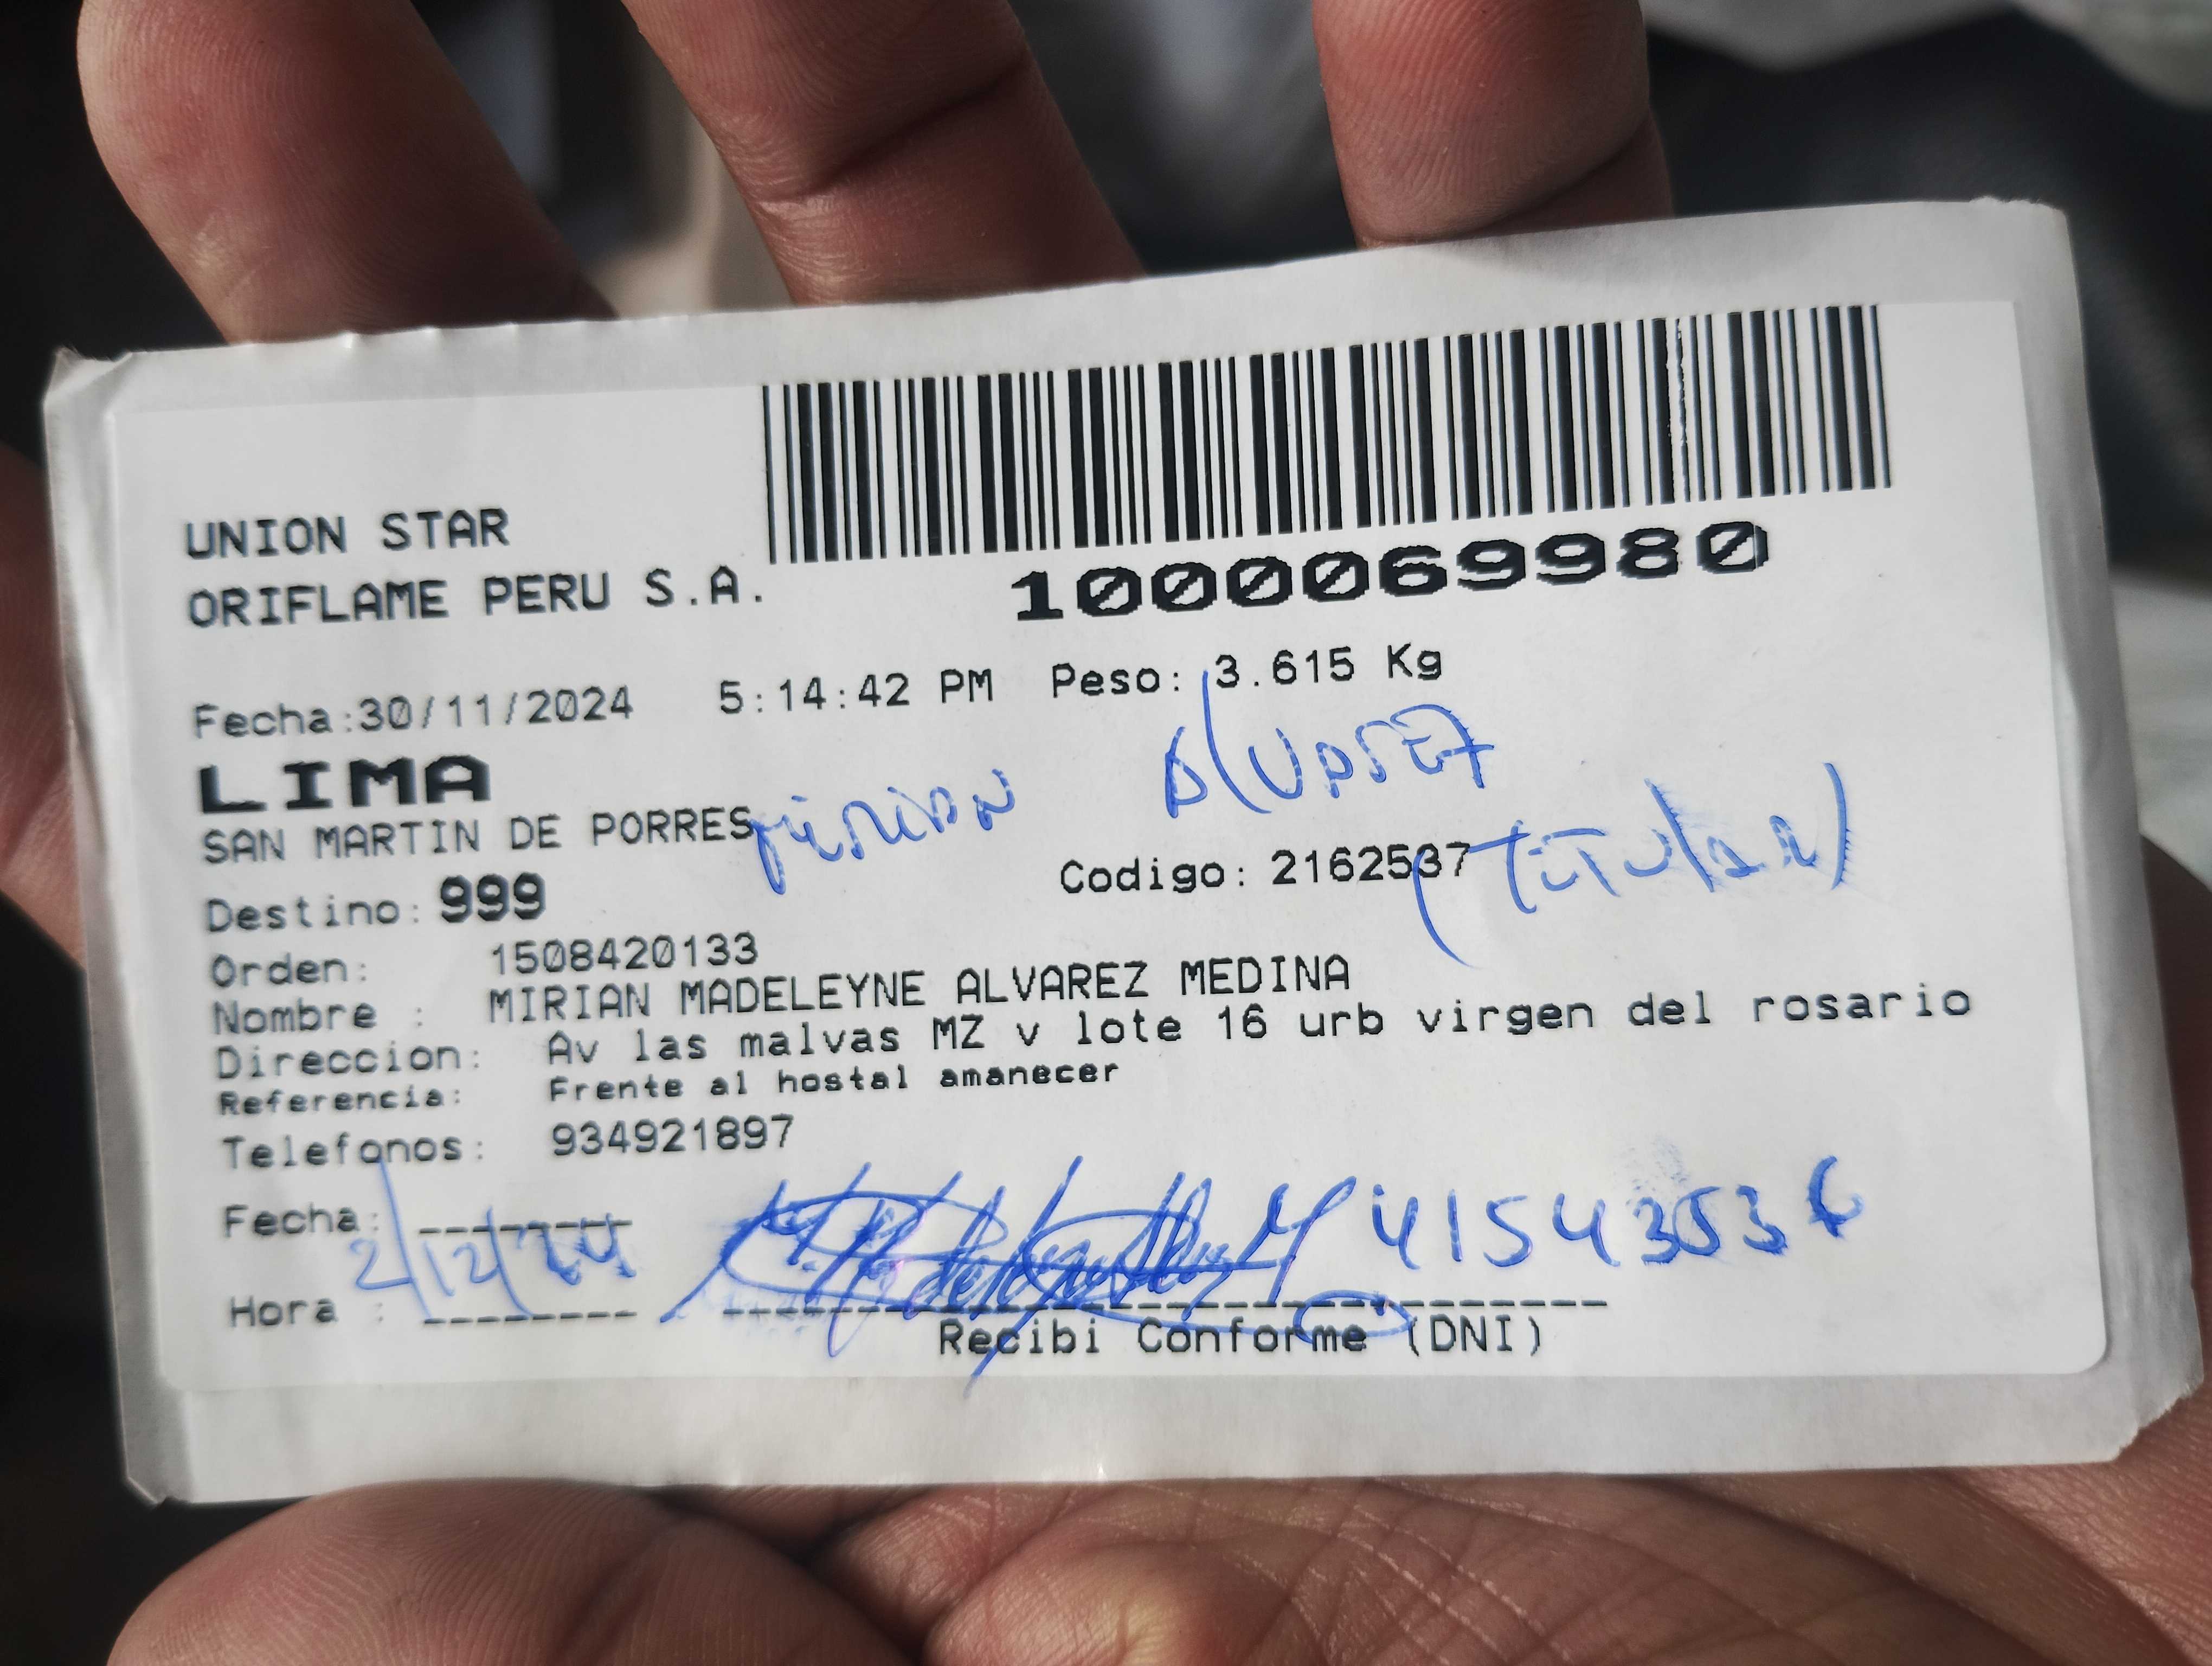 UNION STAR
ORIFLAME PERU S.A.
1000069980
Fecha:30/11/2024 5:14:42 PM Peso: 3.615 Kg
LIMA
SAN MARTIN DE PORRES
Destino: 999 Codigo: 2162537
(Titular)
Orden: 1508420133
Nombre : MIRIAN MADELEYNE ALVAREZ MEDINA
Direccion: Av las malvas MZ v lote 16 urb virgen del rosario
Referencia: Frente al hostal amanecer
Telefonos: 934921897
Fecha: 2/12/24
Hora :
Recibi Conforme (DNI)